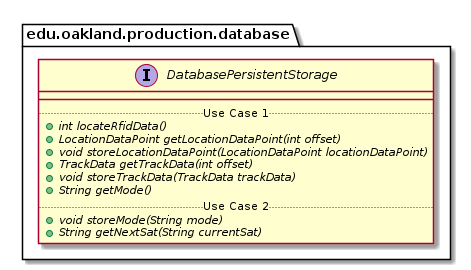 edu.oakland.production.database
I DatabasePersistentStorage
Use Case 1
int locateRfidData()
LocationDataPoint getLocationDataPoint(int offset)
void storeLocationDataPoint(LocationDataPoint locationDataPoint)
TrackData getTrackData(int offset)
void storeTrackData(TrackData trackData)
String getMode()
Use Case 2
void storeMode(String mode)
String getNextSat(String currentSat)